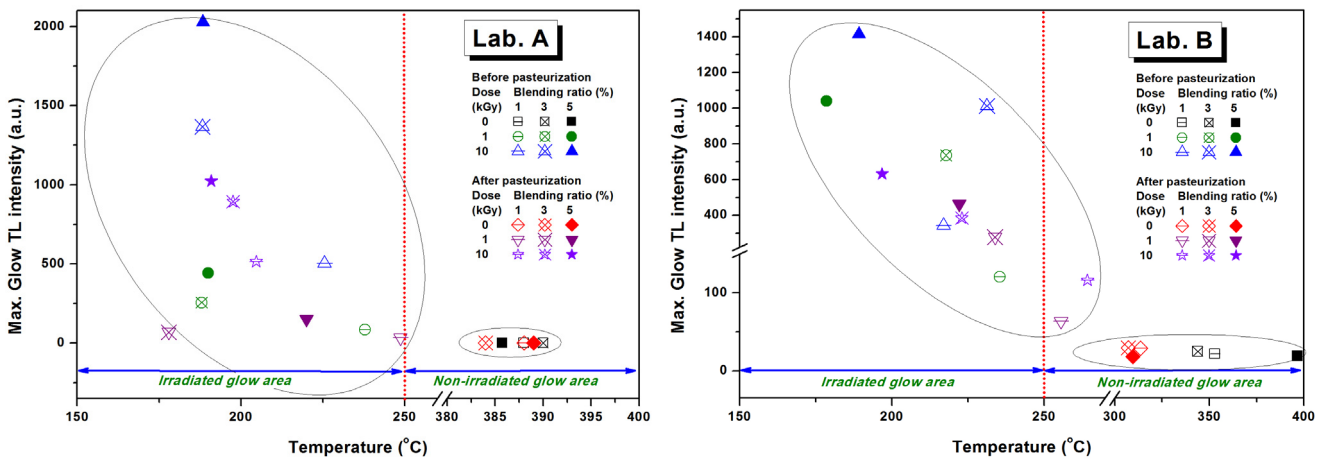 Lab. A
Before pasteurization
Dose Blending ratio (%)
(kGy) 1 3 5
0
1
10
After pasteurization
Dose Blending ratio (%)
(kGy) 1 3 5
0
1
10
2000
1500
1000
500
0
Max. Glow TL intensity (a.u.)
Irradiated glow area
Non-irradiated glow area
150 200 250 380 385 390 395 400
Temperature (°C)
Lab. B
Before pasteurization
Dose Blending ratio (%)
(kGy) 1 3 5
0
1
10
After pasteurization
Dose Blending ratio (%)
(kGy) 1 3 5
0
1
10
1400
1200
1000
800
600
400
100
0
Max. Glow TL intensity (a.u.)
Irradiated glow area
Non-irradiated glow area
150 200 250 300 350 400
Temperature (°C)